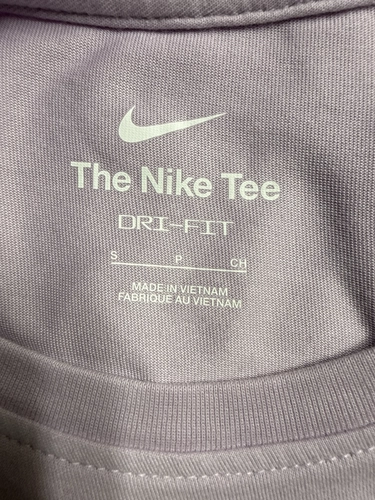 The Nike Tee
DRI-FIT
S P CH
MADE IN VIETNAM
FABRIQUE AU VIETNAM